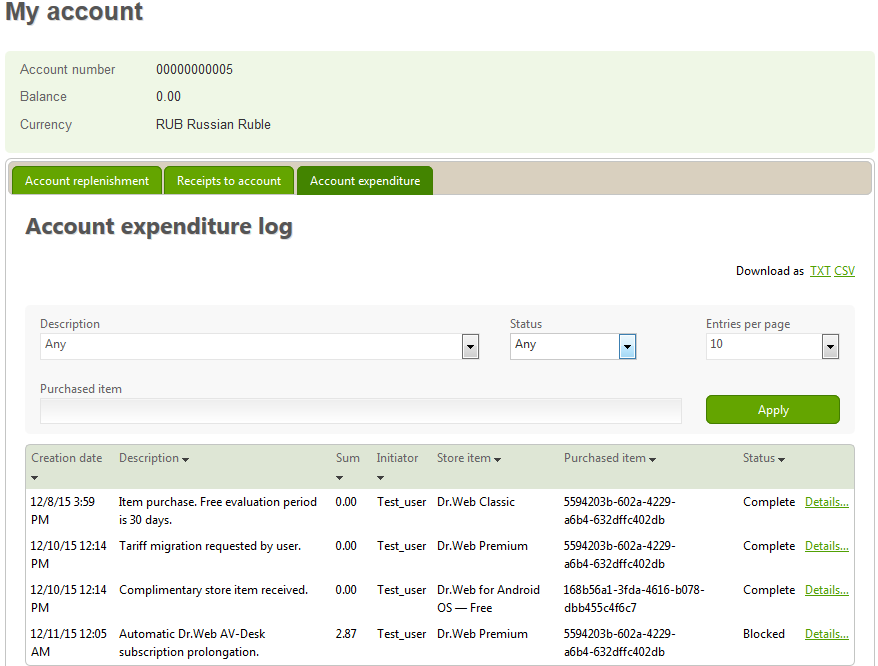 My account
Account number 00000000005
Balance 0.00
Currency RUB Russian Ruble
Account replenishment Receipts to account Account expenditure
Account expenditure log
Download as TXT CSV
Description Status Entries per page
Any Any 10
Purchased item
Apply
Creation date Description Sum Initiator Store item Purchased item Status
12/8/15 3:59 Item purchase. Free evaluation period 0.00 Test_user Dr.Web Classic 5594203b-602a-4229- Complete Details...
PM is 30 days. a6b4-632dffc402db
12/10/15 12:14 Tariff migration requested by user. 0.00 Test_user Dr.Web Premium 5594203b-602a-4229- Complete Details...
PM a6b4-632dffc402db
12/10/15 12:14 Complimentary store item received. 0.00 Test_user Dr.Web for Android 168b56a1-3fda-4616-b078- Complete Details...
PM OS — Free dbb455c4f6c7
12/11/15 12:05 Automatic Dr.Web AV-Desk 2.87 Test_user Dr.Web Premium 5594203b-602a-4229- Blocked Details...
AM subscription prolongation. a6b4-632dffc402db